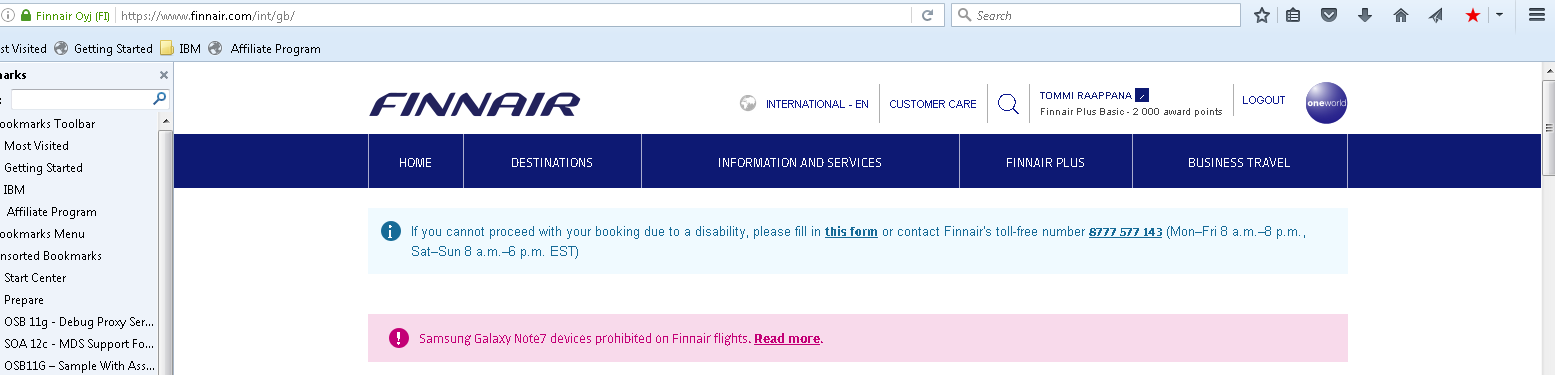 Finnair Oyj (FI) https://www.finnair.com/int/gb/ Search
st Visited Getting Started IBM Affiliate Program
arks
:
ookmarks Toolbar
Most Visited
Getting Started
IBM
Affiliate Program
ookmarks Menu
nsorted Bookmarks
Start Center
Prepare
OSB 11g - Debug Proxy Ser...
SOA 12c - MDS Support Fo...
OSB11G – Sample With Ass...
FINNAIR
INTERNATIONAL - EN CUSTOMER CARE
TOMMI RAAPPANA
Finnair Plus Basic - 2 000 award points
LOGOUT
oneworld
HOME DESTINATIONS INFORMATION AND SERVICES FINNAIR PLUS BUSINESS TRAVEL
If you cannot proceed with your booking due to a disability, please fill in this form or contact Finnair's toll-free number 8777 577 143 (Mon–Fri 8 a.m.–8 p.m.,
Sat–Sun 8 a.m.–6 p.m. EST)
Samsung Galaxy Note7 devices prohibited on Finnair flights. Read more.